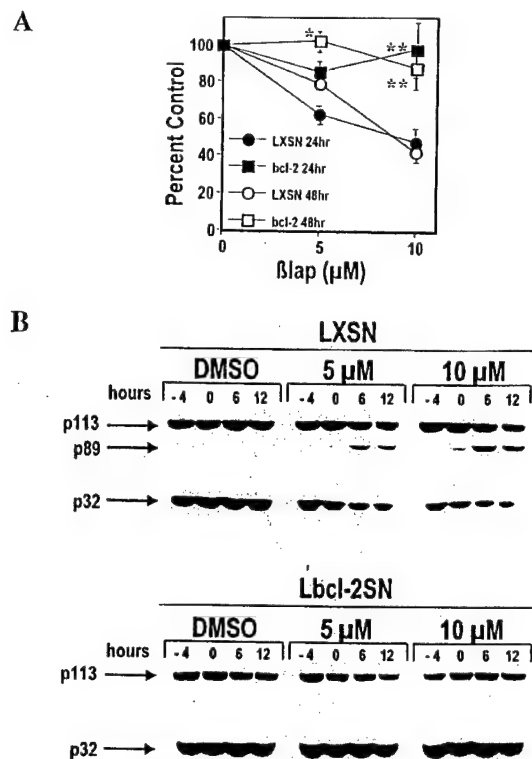 A
Percent Control
100
80
60
40
20
0
* ** **
LXSN 24hr
bcl-2 24hr
LXSN 48hr
bcl-2 48hr
0 5 10
ßlap (µM)
B
LXSN
DMSO 5 µM 10 µM
hours -4 0 6 12 -4 0 6 12 -4 0 6 12
p113
p89
p32
Lbcl-2SN
DMSO 5 µM 10 µM
hours -4 0 6 12 -4 0 6 12 -4 0 6 12
p113
p32